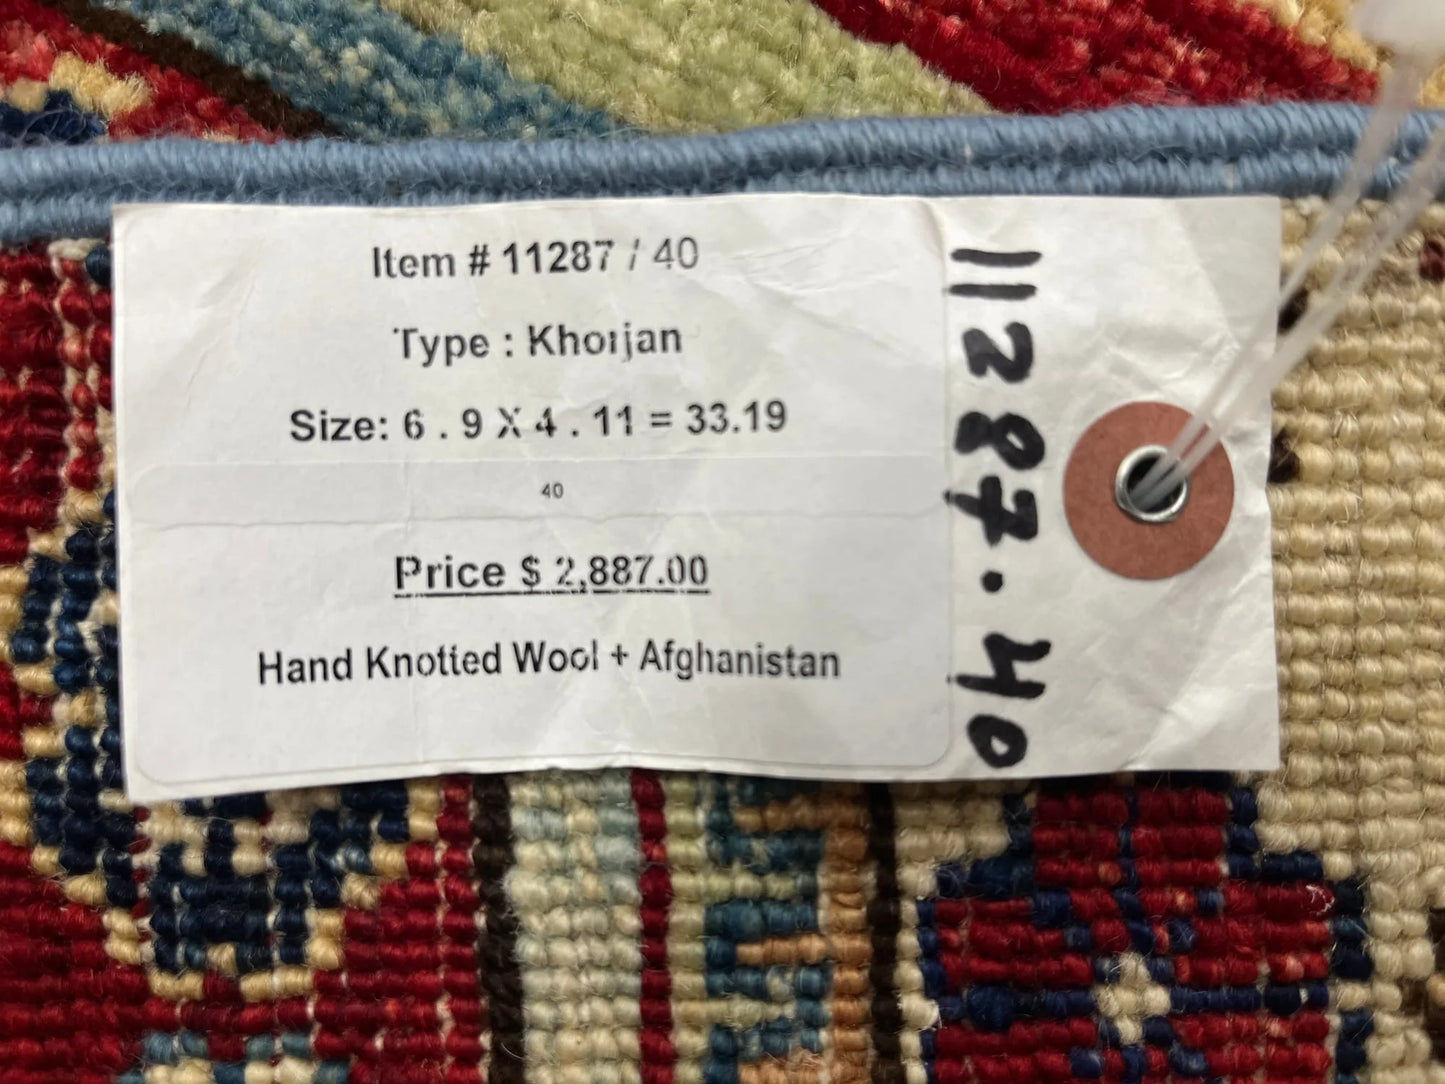 Item # 11287 / 40
Type : Khorjan
Size: 6 . 9 X 4 . 11 = 33.19
40
Price $ 2,887.00
Hand Knotted Wool + Afghanistan
11287.40